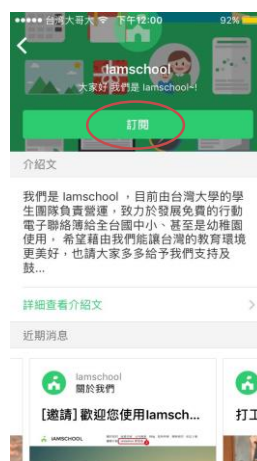 台灣大哥大 下午12:00 92%
Iamschool
大家好 我們是 Iamschool~!
訂閱
介紹文
我們是 Iamschool ，目前由台灣大學的學
生團隊負責營運，致力於發展免費的行動
電子聯絡簿給全台國中小、甚至是幼稚園
使用， 希望藉由我們能讓台灣的教育環境
更美好，也請大家多多給予我們支持及
鼓...
詳細查看介紹文
近期消息
Iamschool
關於我們
[邀請] 歡迎您使用Iamsch...
打工
IAMSCHOOL